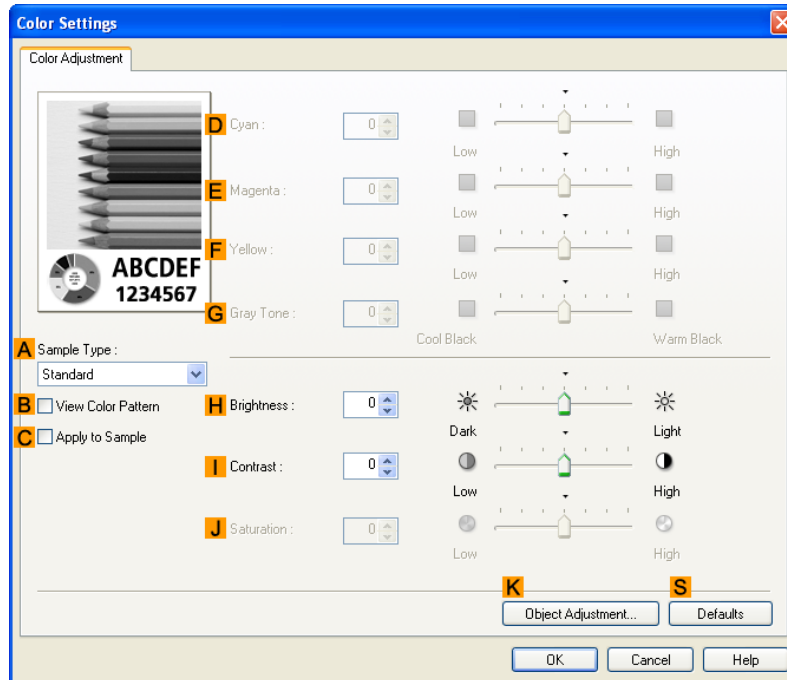 Color Settings
Color Adjustment
ABCDEF
1234567
A Sample Type :
Standard
B View Color Pattern
C Apply to Sample
D Cyan : 0
Low High
E Magenta : 0
Low High
F Yellow : 0
Low High
G Gray Tone : 0
Cool Black Warm Black
H Brightness : 0
Dark Light
I Contrast : 0
Low High
J Saturation : 0
Low High
K S
Object Adjustment... Defaults
OK Cancel Help